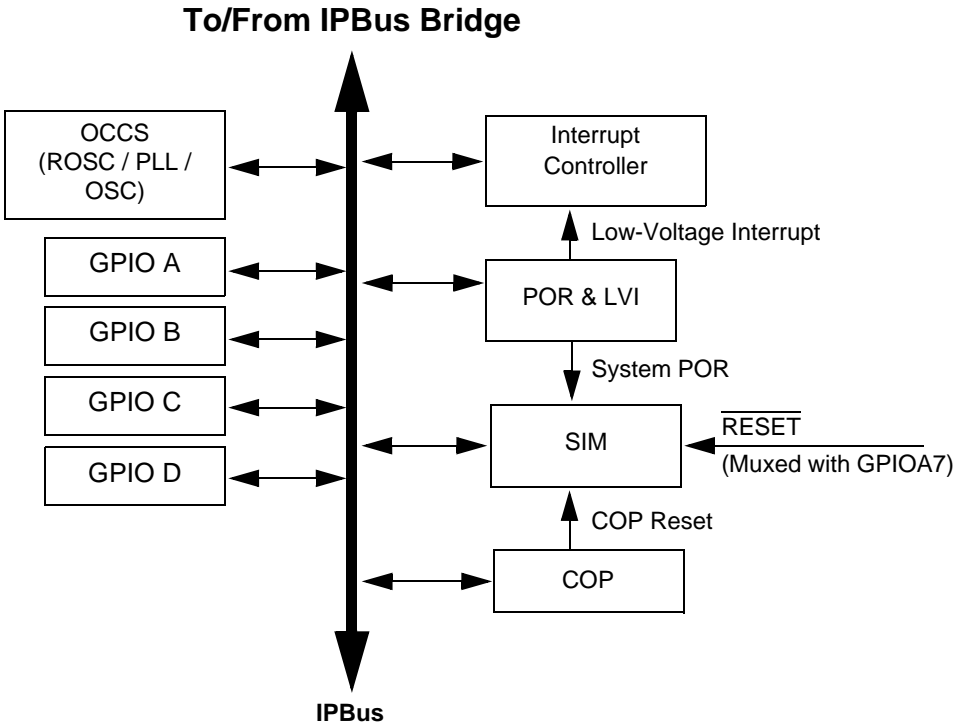 To/From IPBus Bridge
OCCS
(ROSC / PLL /
OSC)
GPIO A
GPIO B
GPIO C
GPIO D
Interrupt
Controller
Low-Voltage Interrupt
POR & LVI
System POR
SIM
RESET
(Muxed with GPIOA7)
COP Reset
COP
IPBus